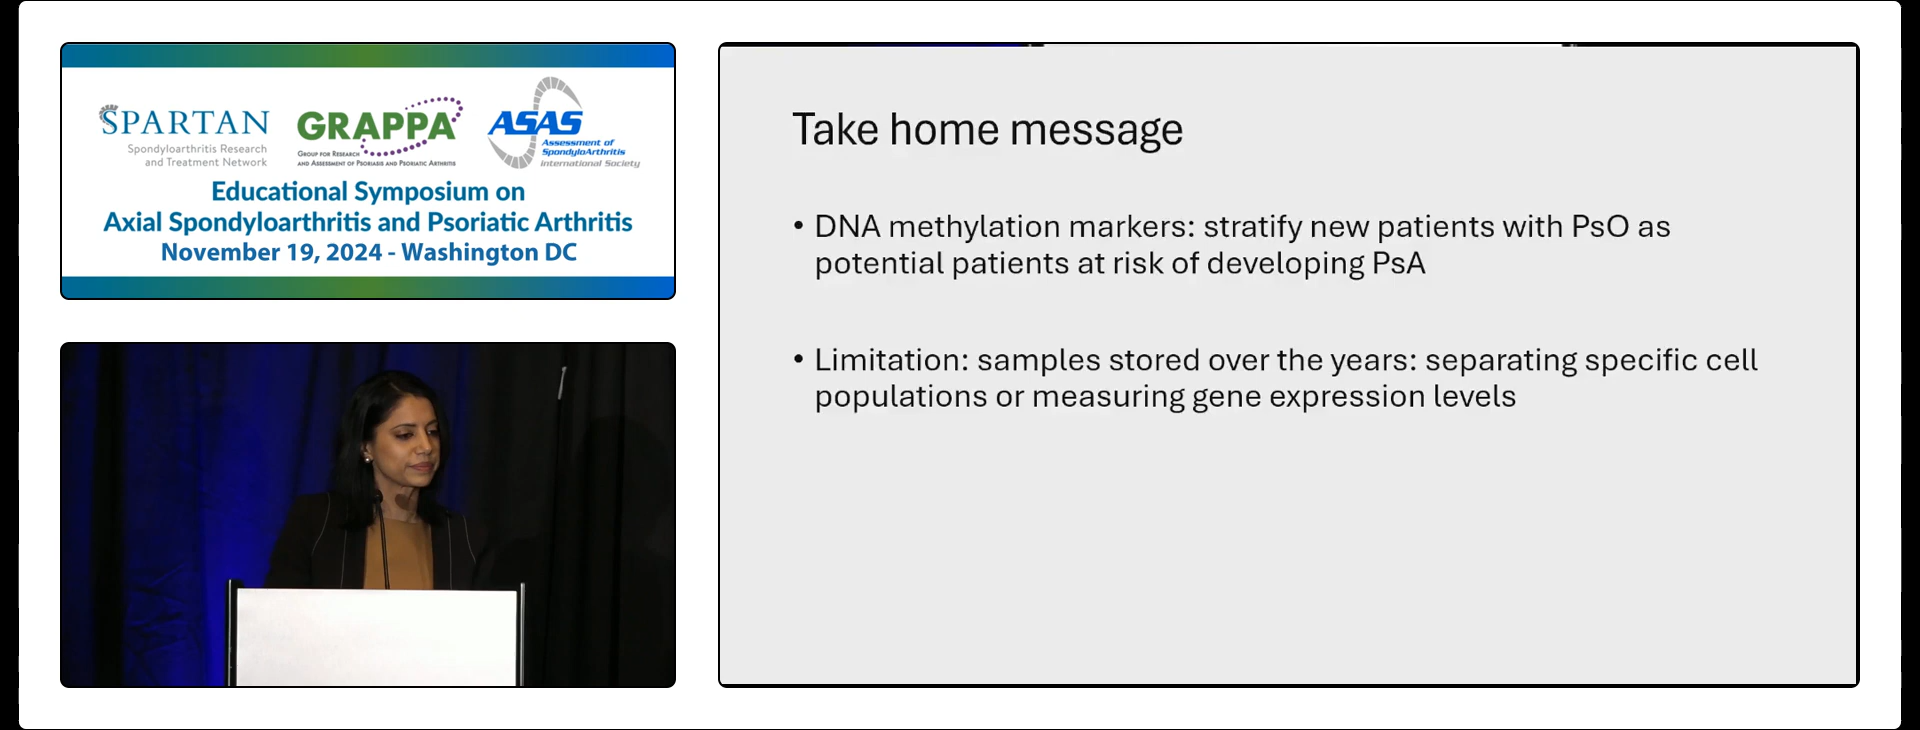 SPARTAN
Spondyloarthritis Research
and Treatment Network
GRAPPA
GROUP FOR RESEARCH
AND ASSESSMENT OF PSORIASIS AND PSORIATIC ARTHRITIS
ASAS
Assessment of
SpondyloArthritis
international Society
Educational Symposium on
Axial Spondyloarthritis and Psoriatic Arthritis
November 19, 2024 - Washington DC
Take home message
• DNA methylation markers: stratify new patients with PsO as
potential patients at risk of developing PsA
• Limitation: samples stored over the years: separating specific cell
populations or measuring gene expression levels